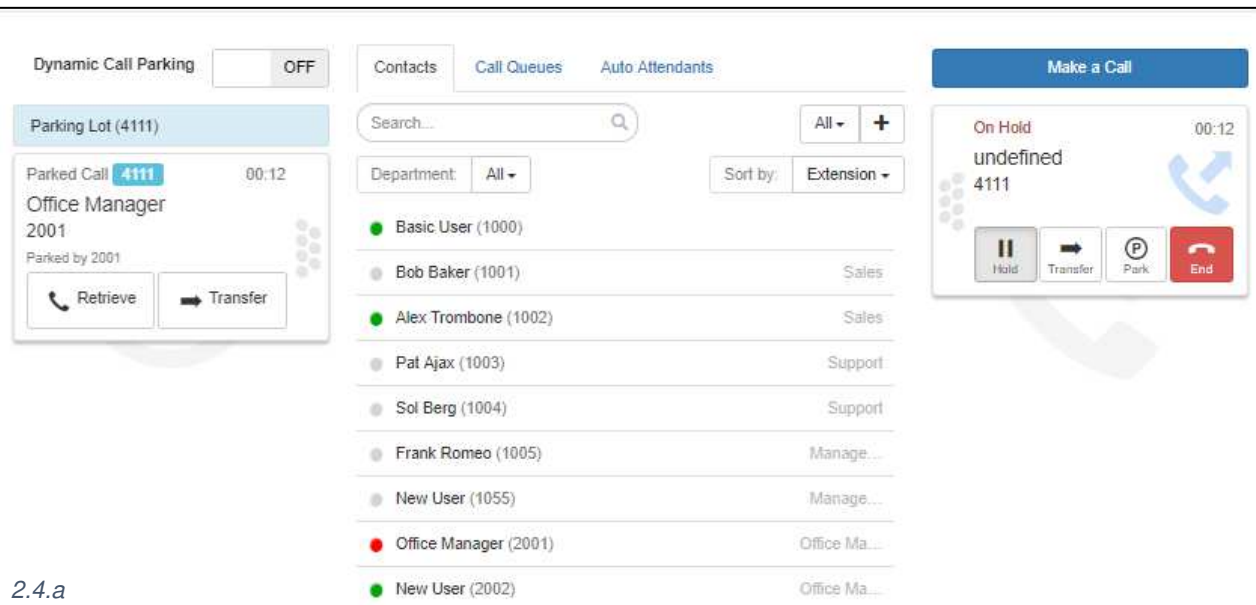 Dynamic Call Parking OFF
Parking Lot (4111)
Parked Call 4111 00:12
Office Manager
2001
Parked by 2001
Retrieve Transfer
Contacts Call Queues Auto Attendants
Search... All +
Department: All Sort by: Extension
Basic User (1000)
Bob Baker (1001) Sales
Alex Trombone (1002) Sales
Pat Ajax (1003) Support
Sol Berg (1004) Support
Frank Romeo (1005) Manage...
New User (1055) Manage...
Office Manager (2001) Office Ma...
New User (2002) Office Ma...
Make a Call
On Hold 00:12
undefined
4111
P
Hold Transfer Park End
2.4.a